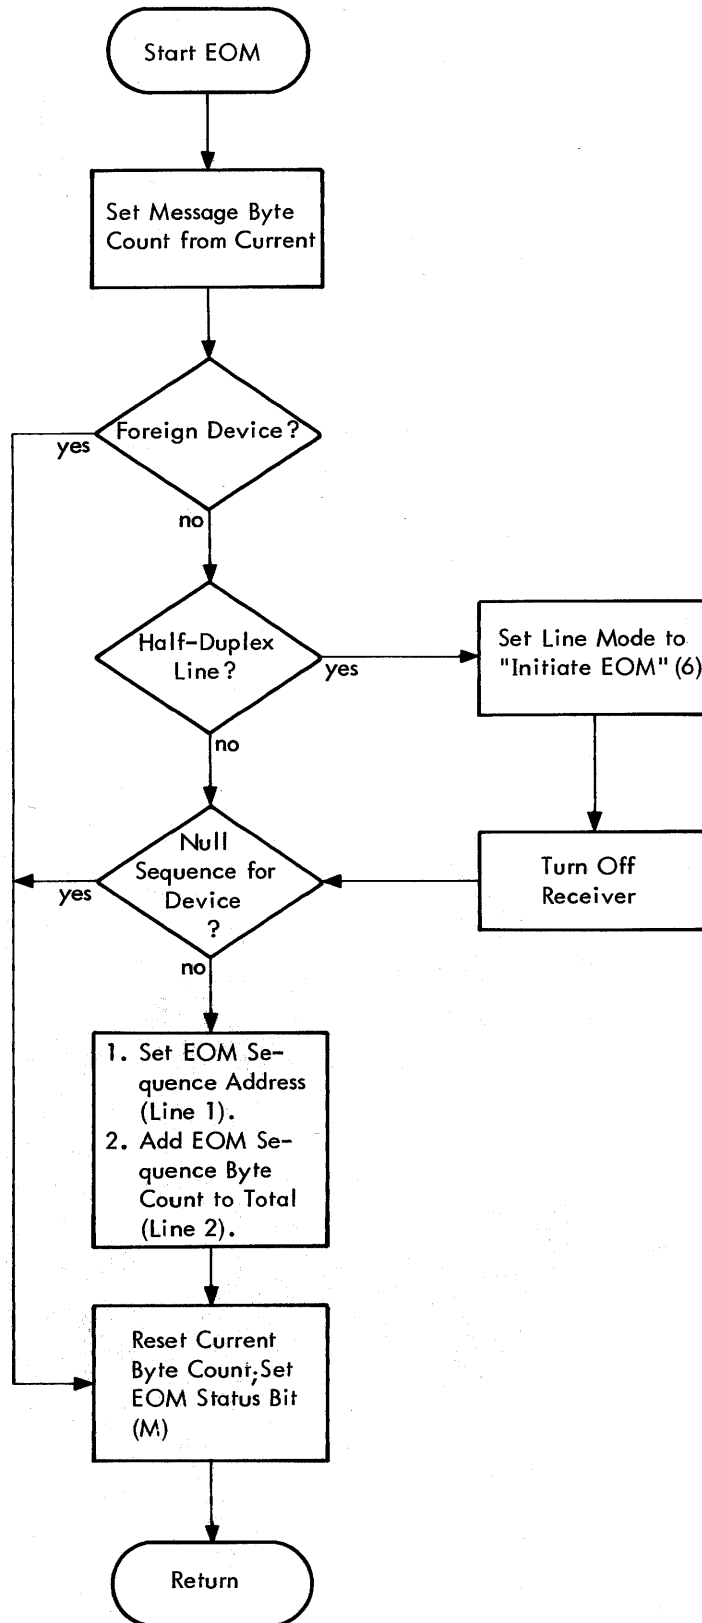 Start EOM
Set Message Byte
Count from Current
Foreign Device?
yes
no
Half-Duplex
Line?
yes
no
Set Line Mode to
"Initiate EOM" (6)
Turn Off
Receiver
Null
Sequence for
Device
?
yes
no
1. Set EOM Se-
quence Address
(Line 1).
2. Add EOM Se-
quence Byte
Count to Total
(Line 2).
Reset Current
Byte Count;Set
EOM Status Bit
(M)
Return